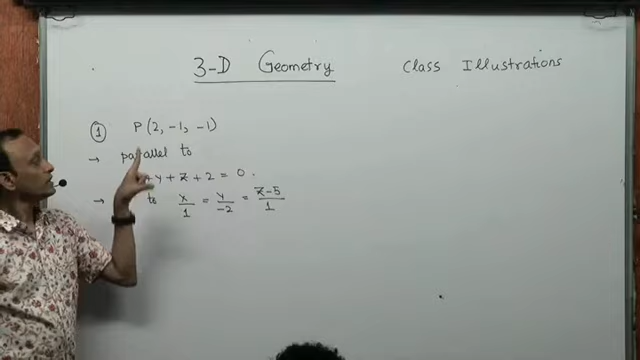 3-D Geometry
Class Illustrations
① P(2, -1, -1)
→ parallel to
+ y + z + 2 = 0.
→ to x/1 = y/-2 = z-5/1